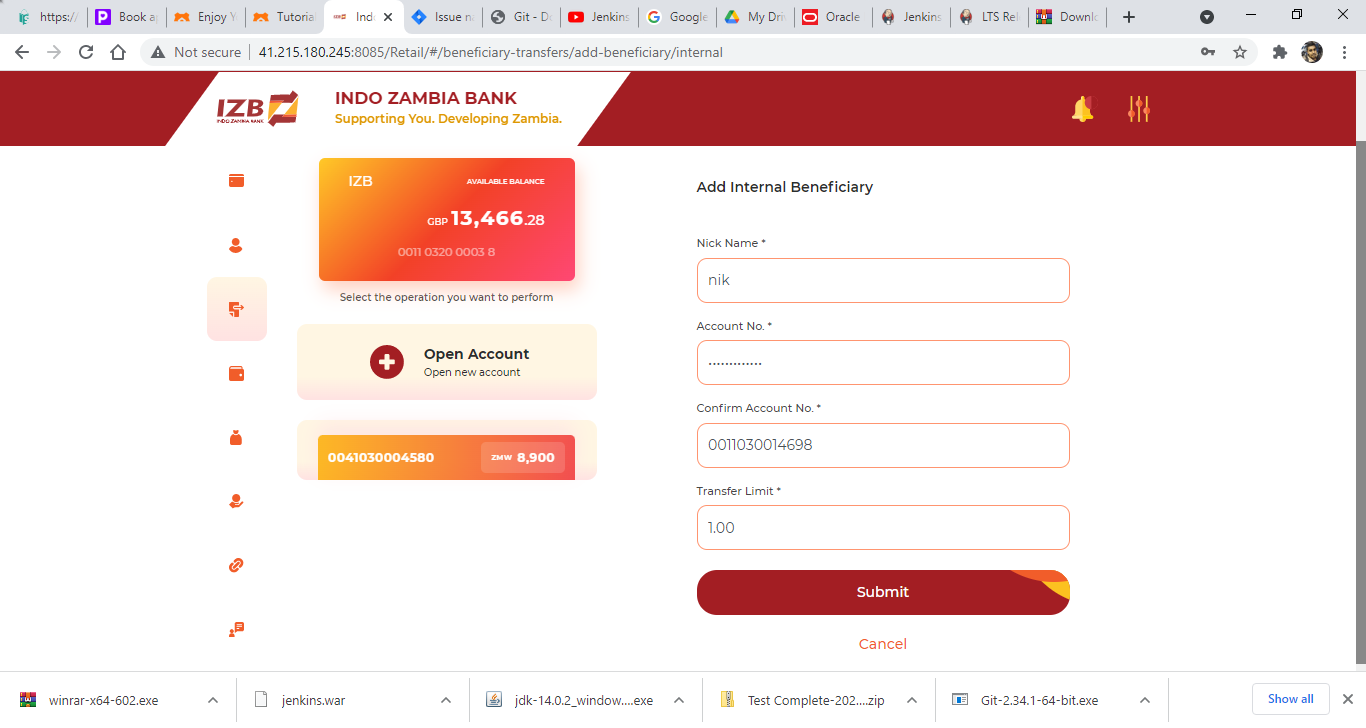 https:/
Book a
Enjoy Y
Tutoria
Ind
Issue na
Git - D
Jenkins
Google
My Dri
Oracle
Jenkins
LTS Rel
Downlo
Not secure
41.215.180.245:8085/Retail/#/beneficiary-transfers/add-beneficiary/internal
IZB
INDO ZAMBIA BANK
INDO ZAMBIA BANK
Supporting You. Developing Zambia.
IZB
AVAILABLE BALANCE
GBP 13,466.28
0011 0320 0003 8
Select the operation you want to perform
Open Account
Open new account
0041030004580
ZMW 8,900
Add Internal Beneficiary
Nick Name *
nik
Account No. *
·············
Confirm Account No. *
0011030014698
Transfer Limit *
1.00
Submit
Cancel
winrar-x64-602.exe
jenkins.war
jdk-14.0.2_window....exe
Test Complete-202....zip
Git-2.34.1-64-bit.exe
Show all